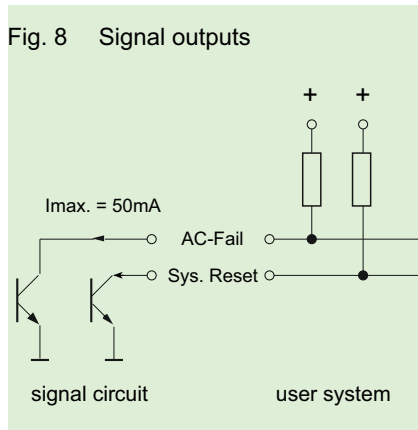 Fig. 8 Signal outputs
+ +
Imax. = 50mA
AC-Fail
Sys. Reset
signal circuit user system